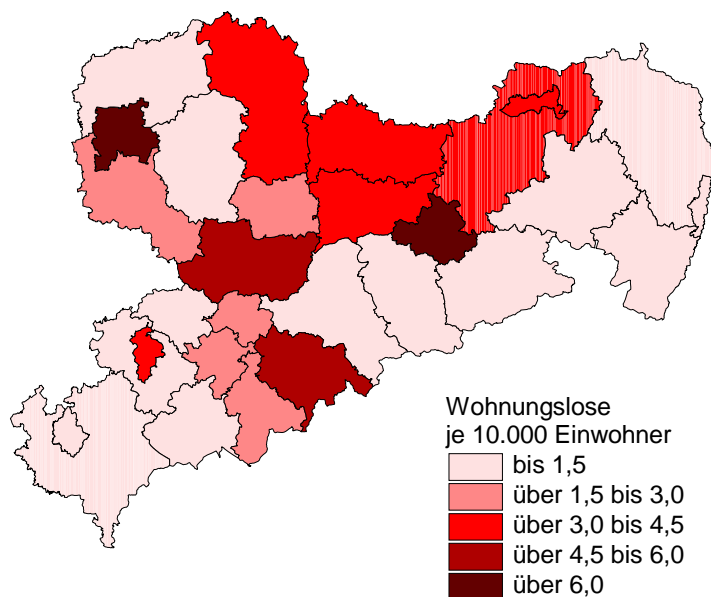 Wohnungslose
je 10.000 Einwohner
bis 1,5
über 1,5 bis 3,0
über 3,0 bis 4,5
über 4,5 bis 6,0
über 6,0